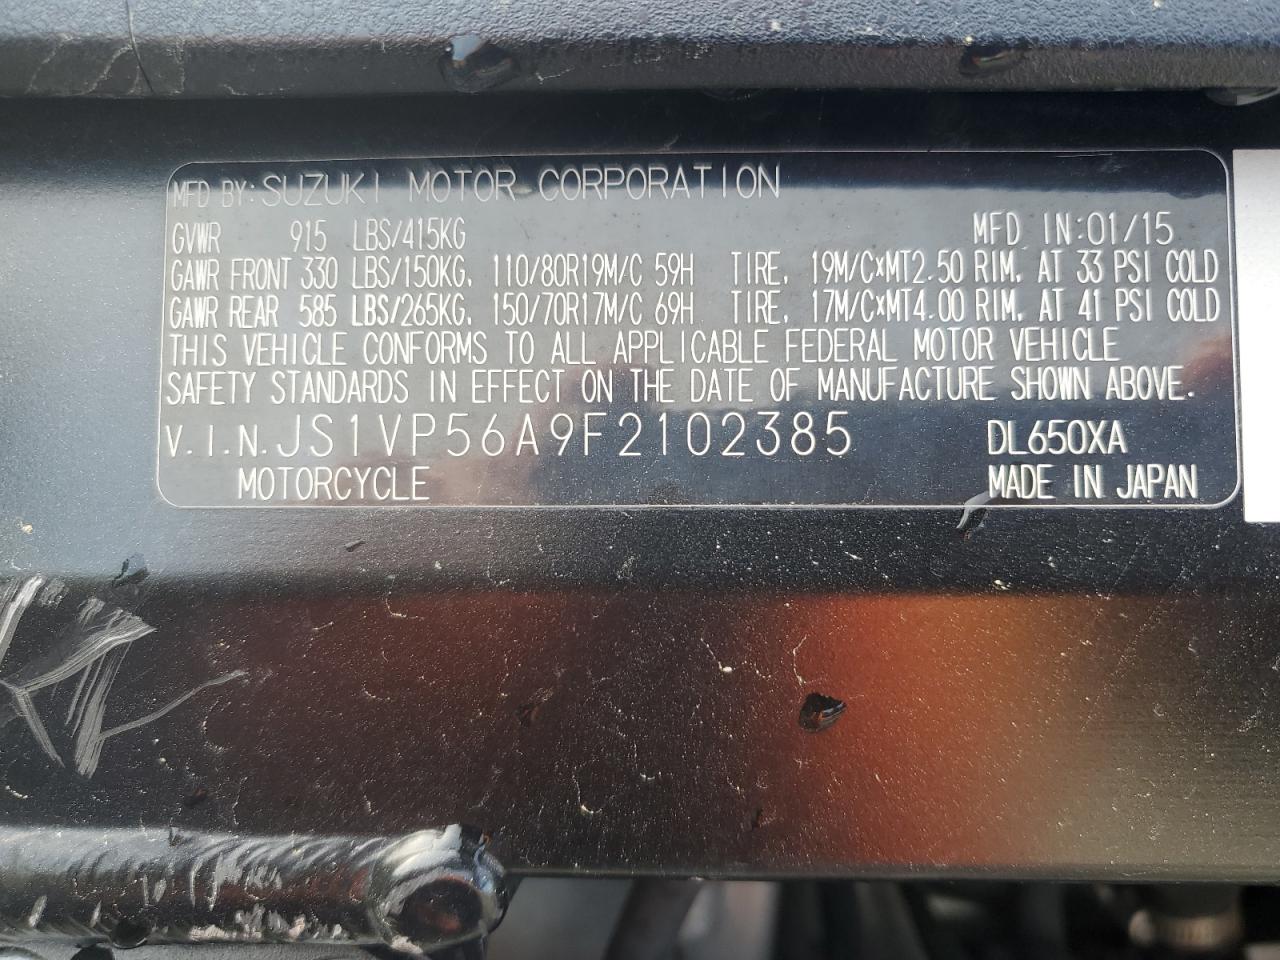 MFD BY: SUZUKI MOTOR CORPORATION
GVWR 915 LBS/415KG MFD IN:01/15
GAWR FRONT 330 LBS/150KG. 110/80R19M/C 59H TIRE, 19M/C×MT2.50 RIM, AT 33 PSI COLD
GAWR REAR 585 LBS/265KG. 150/70R17M/C 69H TIRE, 17M/C×MT4.00 RIM, AT 41 PSI COLD
THIS VEHICLE CONFORMS TO ALL APPLICABLE FEDERAL MOTOR VEHICLE
SAFETY STANDARDS IN EFFECT ON THE DATE OF MANUFACTURE SHOWN ABOVE.
V.I.N. JS1VP56A9F2102385 DL650XA
MOTORCYCLE MADE IN JAPAN